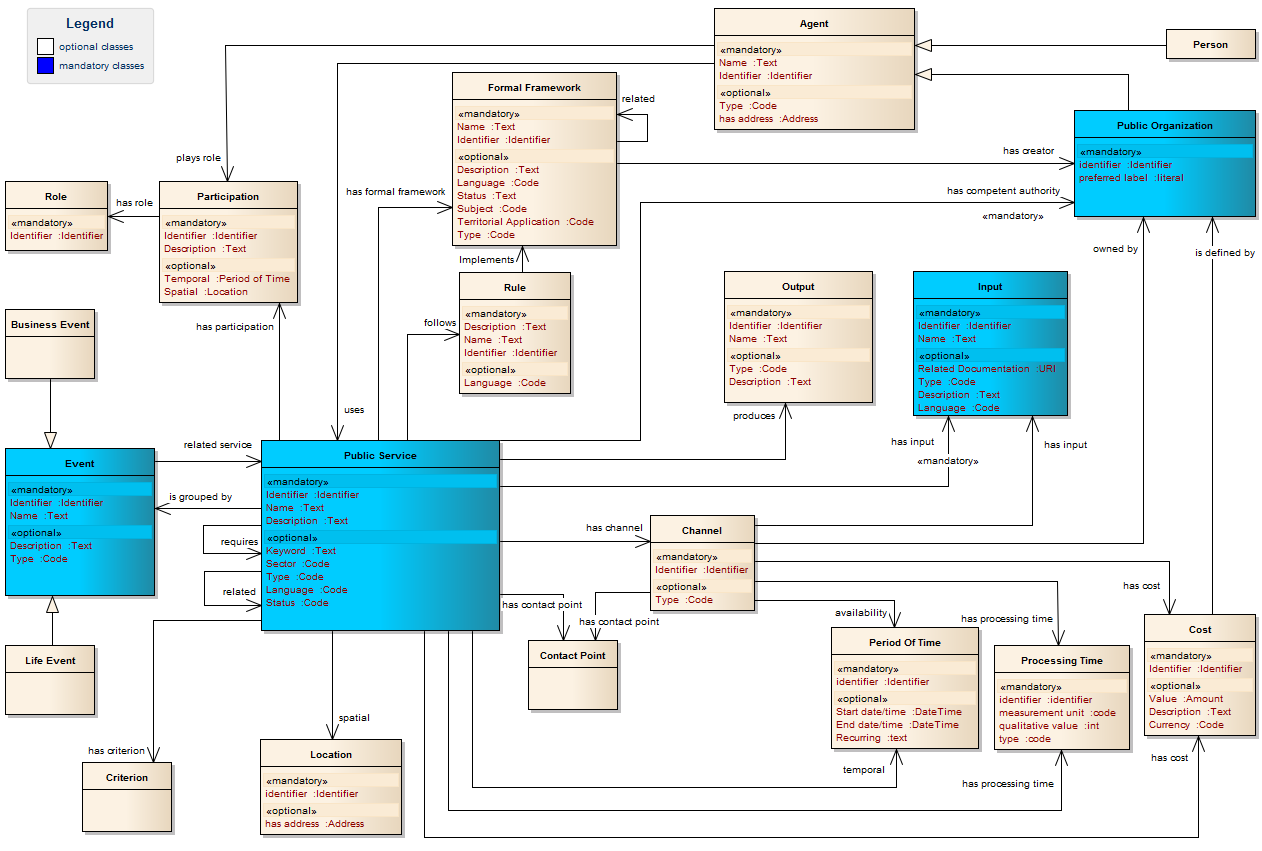 Legend
optional classes
mandatory classes
Agent
«mandatory»
Name :Text
Identifier :Identifier
«optional»
Type :Code
has address :Address
Person
Formal Framework
«mandatory»
Name :Text
Identifier :Identifier
«optional»
Description :Text
Language :Code
Status :Text
Subject :Code
Territorial Application :Code
Type :Code
related
Public Organization
«mandatory»
identifier :Identifier
preferred label :literal
has creator
has competent authority
«mandatory»
plays role
has formal framework
Role
«mandatory»
Identifier :Identifier
has role
Participation
«mandatory»
Identifier :Identifier
Description :Text
«optional»
Temporal :Period of Time
Spatial :Location
has participation
owned by
is defined by
Implements
Rule
«mandatory»
Description :Text
Name :Text
Identifier :Identifier
«optional»
Language :Code
follows
Output
«mandatory»
Identifier :Identifier
Name :Text
«optional»
Type :Code
Description :Text
produces
Input
«mandatory»
Identifier :Identifier
Name :Text
«optional»
Related Documentation :URI
Type :Code
Description :Text
Language :Code
has input
«mandatory»
has input
Business Event
uses
related service
is grouped by
Event
«mandatory»
Identifier :Identifier
Name :Text
«optional»
Description :Text
Type :Code
Public Service
«mandatory»
Identifier :Identifier
Name :Text
Description :Text
«optional»
Keyword :Text
Sector :Code
Type :Code
Language :Code
Status :Code
requires
related
has channel
Channel
«mandatory»
Identifier :Identifier
«optional»
Type :Code
has contact point
has contact point
Contact Point
availability
has processing time
has cost
Period Of Time
«mandatory»
identifier :Identifier
«optional»
Start date/time :DateTime
End date/time :DateTime
Recurring :text
temporal
Processing Time
«mandatory»
identifier :identifier
measurement unit :code
qualitative value :int
type :code
has processing time
Cost
«mandatory»
Identifier :Identifier
«optional»
Value :Amount
Description :Text
Currency :Code
has cost
Life Event
spatial
has criterion
Criterion
Location
«mandatory»
identifier :Identifier
«optional»
has address :Address